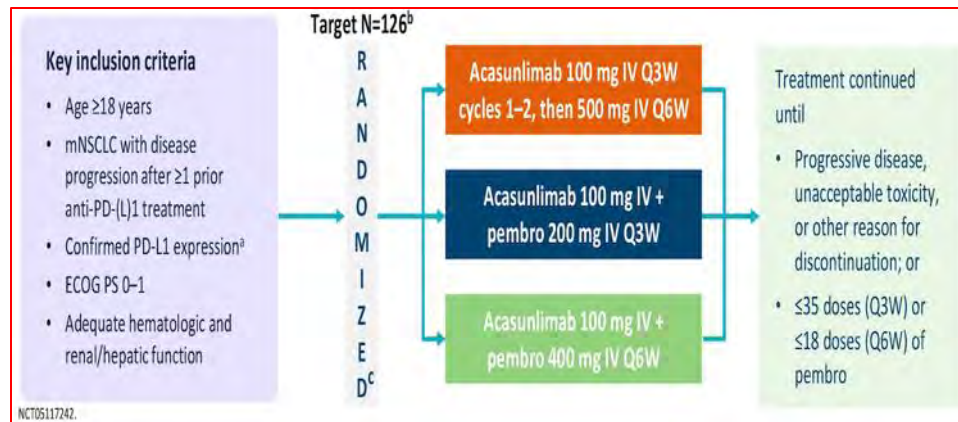 Target N=126ᵇ
Key inclusion criteria
• Age ≥18 years
• mNSCLC with disease
progression after ≥1 prior
anti-PD-(L)1 treatment
• Confirmed PD-L1 expressionᵃ
• ECOG PS 0–1
• Adequate hematologic and
renal/hepatic function
R
A
N
D
O
M
I
Z
E
Dᶜ
Acasunlimab 100 mg IV Q3W
cycles 1–2, then 500 mg IV Q6W
Acasunlimab 100 mg IV +
pembro 200 mg IV Q3W
Acasunlimab 100 mg IV +
pembro 400 mg IV Q6W
Treatment continued
until
• Progressive disease,
unacceptable toxicity,
or other reason for
discontinuation; or
• ≤35 doses (Q3W) or
≤18 doses (Q6W) of
pembro
NCT05117242.